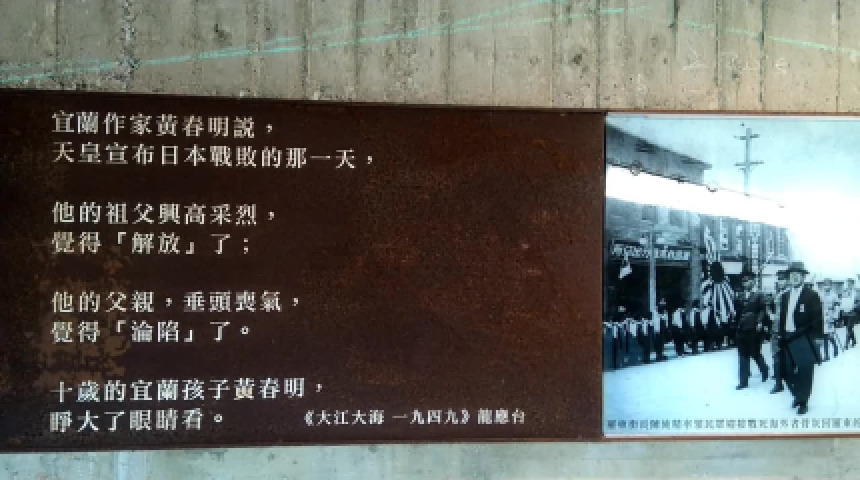 宜蘭作家黃春明說，
天皇宣布日本戰敗的那一天，
他的祖父興高采烈，
覺得「解放」了；
他的父親，垂頭喪氣，
覺得「淪陷」了。
十歲的宜蘭孩子黃春明，
睜大了眼睛看。
《大江大海 一九四九》龍應台